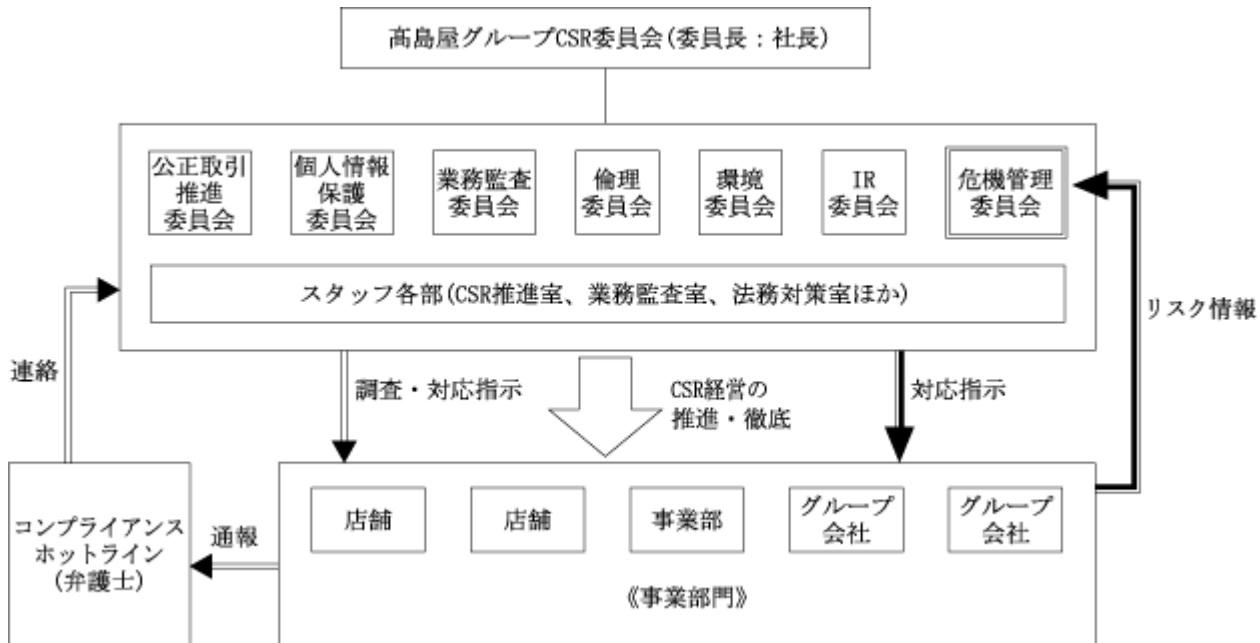 髙島屋グループCSR委員会(委員長：社長)
公正取引
推進
委員会
個人情報
保護
委員会
業務監査
委員会
倫理
委員会
環境
委員会
IR
委員会
危機管理
委員会
スタッフ各部(CSR推進室、業務監査室、法務対策室ほか)
リスク情報
連絡
調査・対応指示
CSR経営の
推進・徹底
対応指示
コンプライアンス
ホットライン
(弁護士)
通報
店舗
店舗
事業部
グループ
会社
グループ
会社
《事業部門》